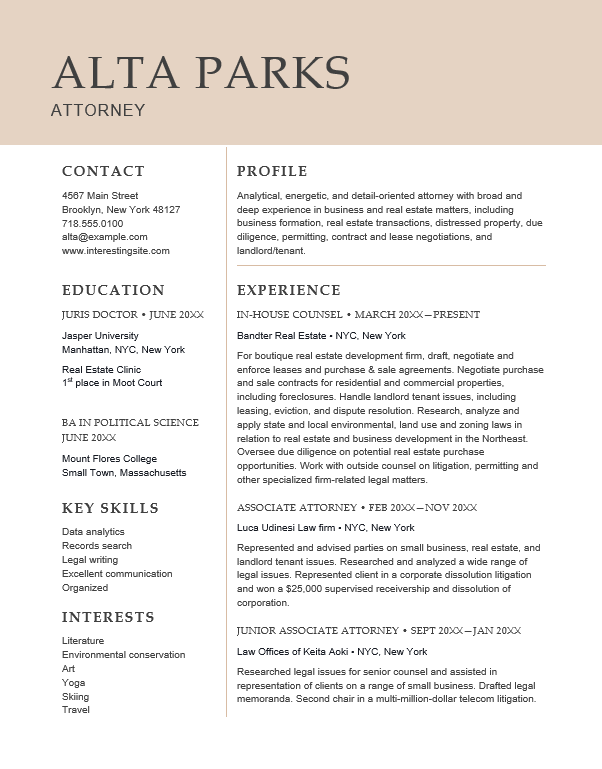 ALTA PARKS
ATTORNEY
CONTACT
4567 Main Street
Brooklyn, New York 48127
718.555.0100
alta@example.com
www.interestingsite.com
EDUCATION
JURIS DOCTOR • JUNE 20XX
Jasper University
Manhattan, NYC, New York
Real Estate Clinic
1st place in Moot Court
BA IN POLITICAL SCIENCE
JUNE 20XX
Mount Flores College
Small Town, Massachusetts
KEY SKILLS
Data analytics
Records search
Legal writing
Excellent communication
Organized
INTERESTS
Literature
Environmental conservation
Art
Yoga
Skiing
Travel
PROFILE
Analytical, energetic, and detail-oriented attorney with broad and
deep experience in business and real estate matters, including
business formation, real estate transactions, distressed property, due
diligence, permitting, contract and lease negotiations, and
landlord/tenant.
EXPERIENCE
IN-HOUSE COUNSEL • MARCH 20XX—PRESENT
Bandter Real Estate • NYC, New York
For boutique real estate development firm, draft, negotiate and
enforce leases and purchase & sale agreements. Negotiate purchase
and sale contracts for residential and commercial properties,
including foreclosures. Handle landlord tenant issues, including
leasing, eviction, and dispute resolution. Research, analyze and
apply state and local environmental, land use and zoning laws in
relation to real estate and business development in the Northeast.
Oversee due diligence on potential real estate purchase
opportunities. Work with outside counsel on litigation, permitting and
other specialized firm-related legal matters.
ASSOCIATE ATTORNEY • FEB 20XX—NOV 20XX
Luca Udinesi Law firm • NYC, New York
Represented and advised parties on small business, real estate, and
landlord tenant issues. Researched and analyzed a wide range of
legal issues. Represented client in a corporate dissolution litigation
and won a $25,000 supervised receivership and dissolution of
corporation.
JUNIOR ASSOCIATE ATTORNEY • SEPT 20XX—JAN 20XX
Law Offices of Keita Aoki • NYC, New York
Researched legal issues for senior counsel and assisted in
representation of clients on a range of small business. Drafted legal
memoranda. Second chair in a multi-million-dollar telecom litigation.